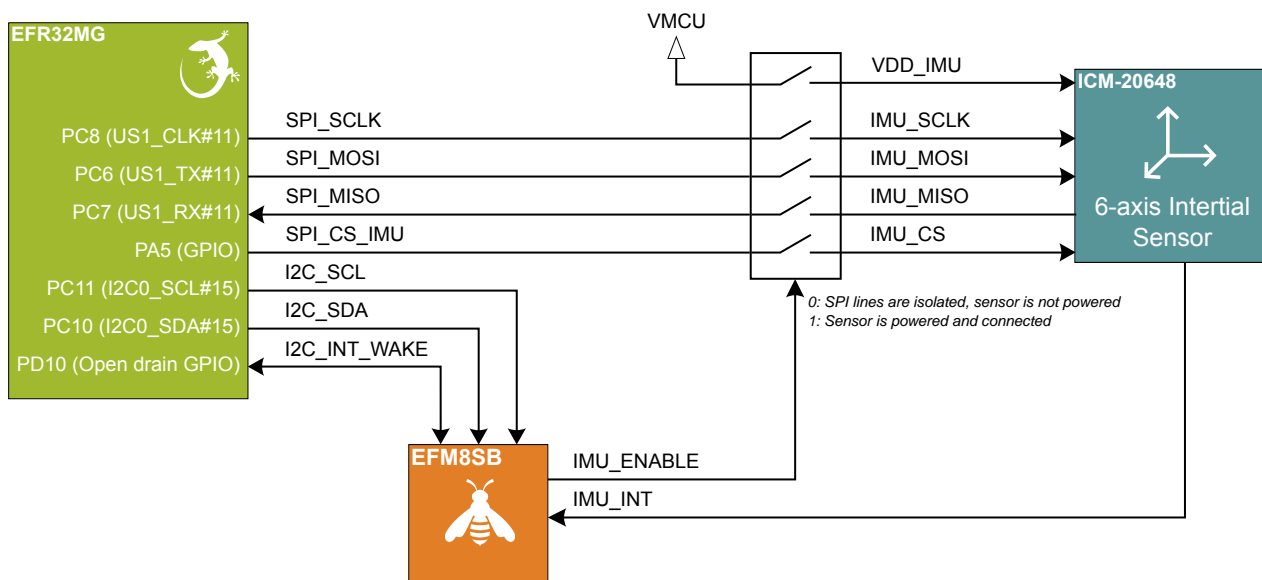 EFR32MG
VMCU
VDD_IMU
ICM-20648
PC8 (US1_CLK#11)
SPI_SCLK
IMU_SCLK
PC6 (US1_TX#11)
SPI_MOSI
IMU_MOSI
PC7 (US1_RX#11)
SPI_MISO
IMU_MISO
6-axis Intertial
Sensor
PA5 (GPIO)
SPI_CS_IMU
IMU_CS
PC11 (I2C0_SCL#15)
I2C_SCL
0: SPI lines are isolated, sensor is not powered
1: Sensor is powered and connected
PC10 (I2C0_SDA#15)
I2C_SDA
PD10 (Open drain GPIO)
I2C_INT_WAKE
EFM8SB
IMU_ENABLE
IMU_INT